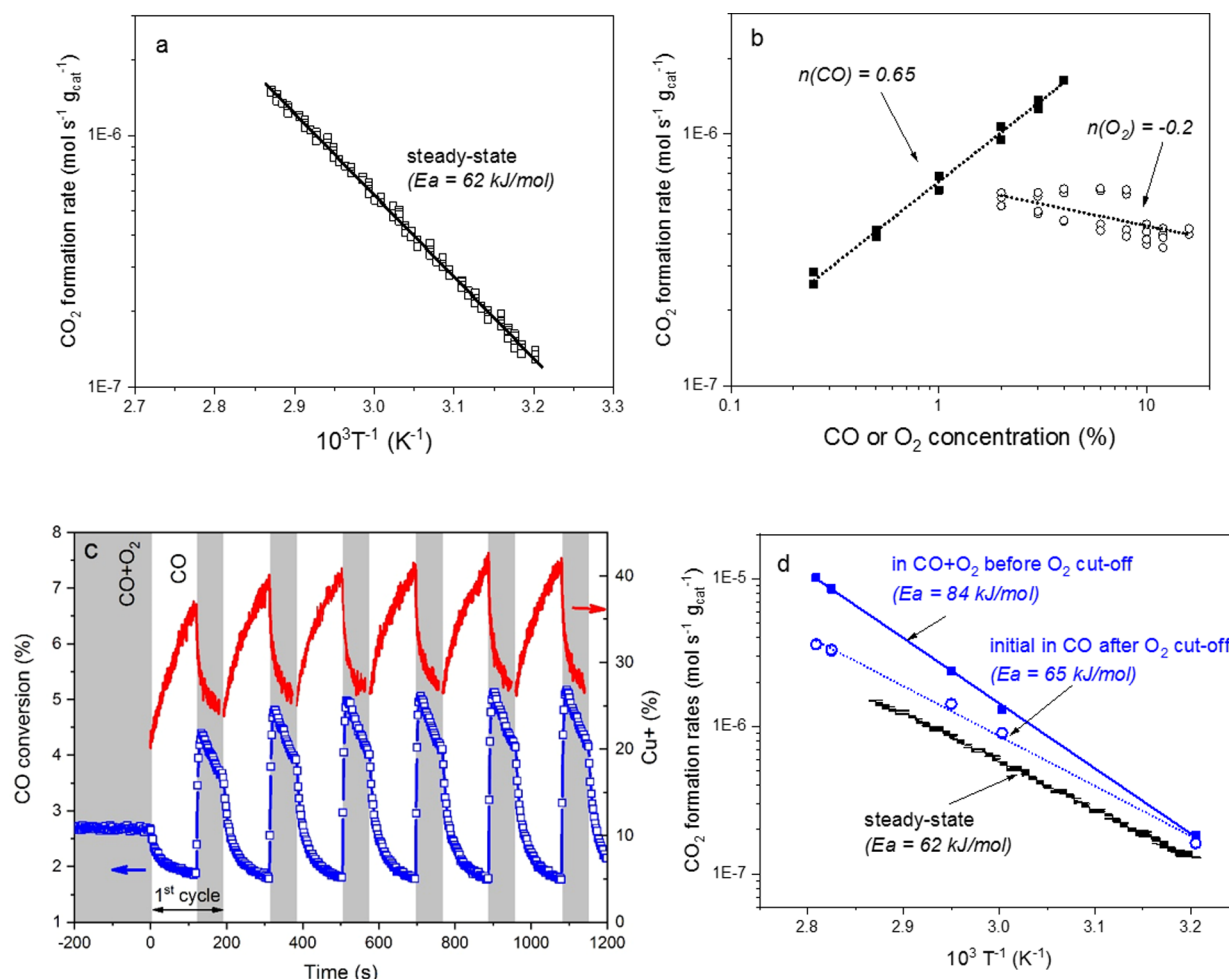 a
CO₂ formation rate (mol s⁻¹ g_cat⁻¹)
1E-6
1E-7
steady-state
(Ea = 62 kJ/mol)
2.7 2.8 2.9 3.0 3.1 3.2 3.3
10³T⁻¹ (K⁻¹)
b
CO₂ formation rate (mol s⁻¹ g_cat⁻¹)
n(CO) = 0.65
n(O₂) = -0.2
1E-6
1E-7
0.1 1 10
CO or O₂ concentration (%)
c
CO conversion (%)
8
7
6
5
4
3
2
1
CO+O₂
CO
1ˢᵗ cycle
40
30
20
10
0
Cu+ (%)
-200 0 200 400 600 800 1000 1200
Time (s)
d
CO₂ formation rates (mol s⁻¹ g_cat⁻¹)
1E-5
1E-6
1E-7
in CO+O₂ before O₂ cut-off
(Ea = 84 kJ/mol)
initial in CO after O₂ cut-off
(Ea = 65 kJ/mol)
steady-state
(Ea = 62 kJ/mol)
2.8 2.9 3.0 3.1 3.2
10³ T⁻¹ (K⁻¹)